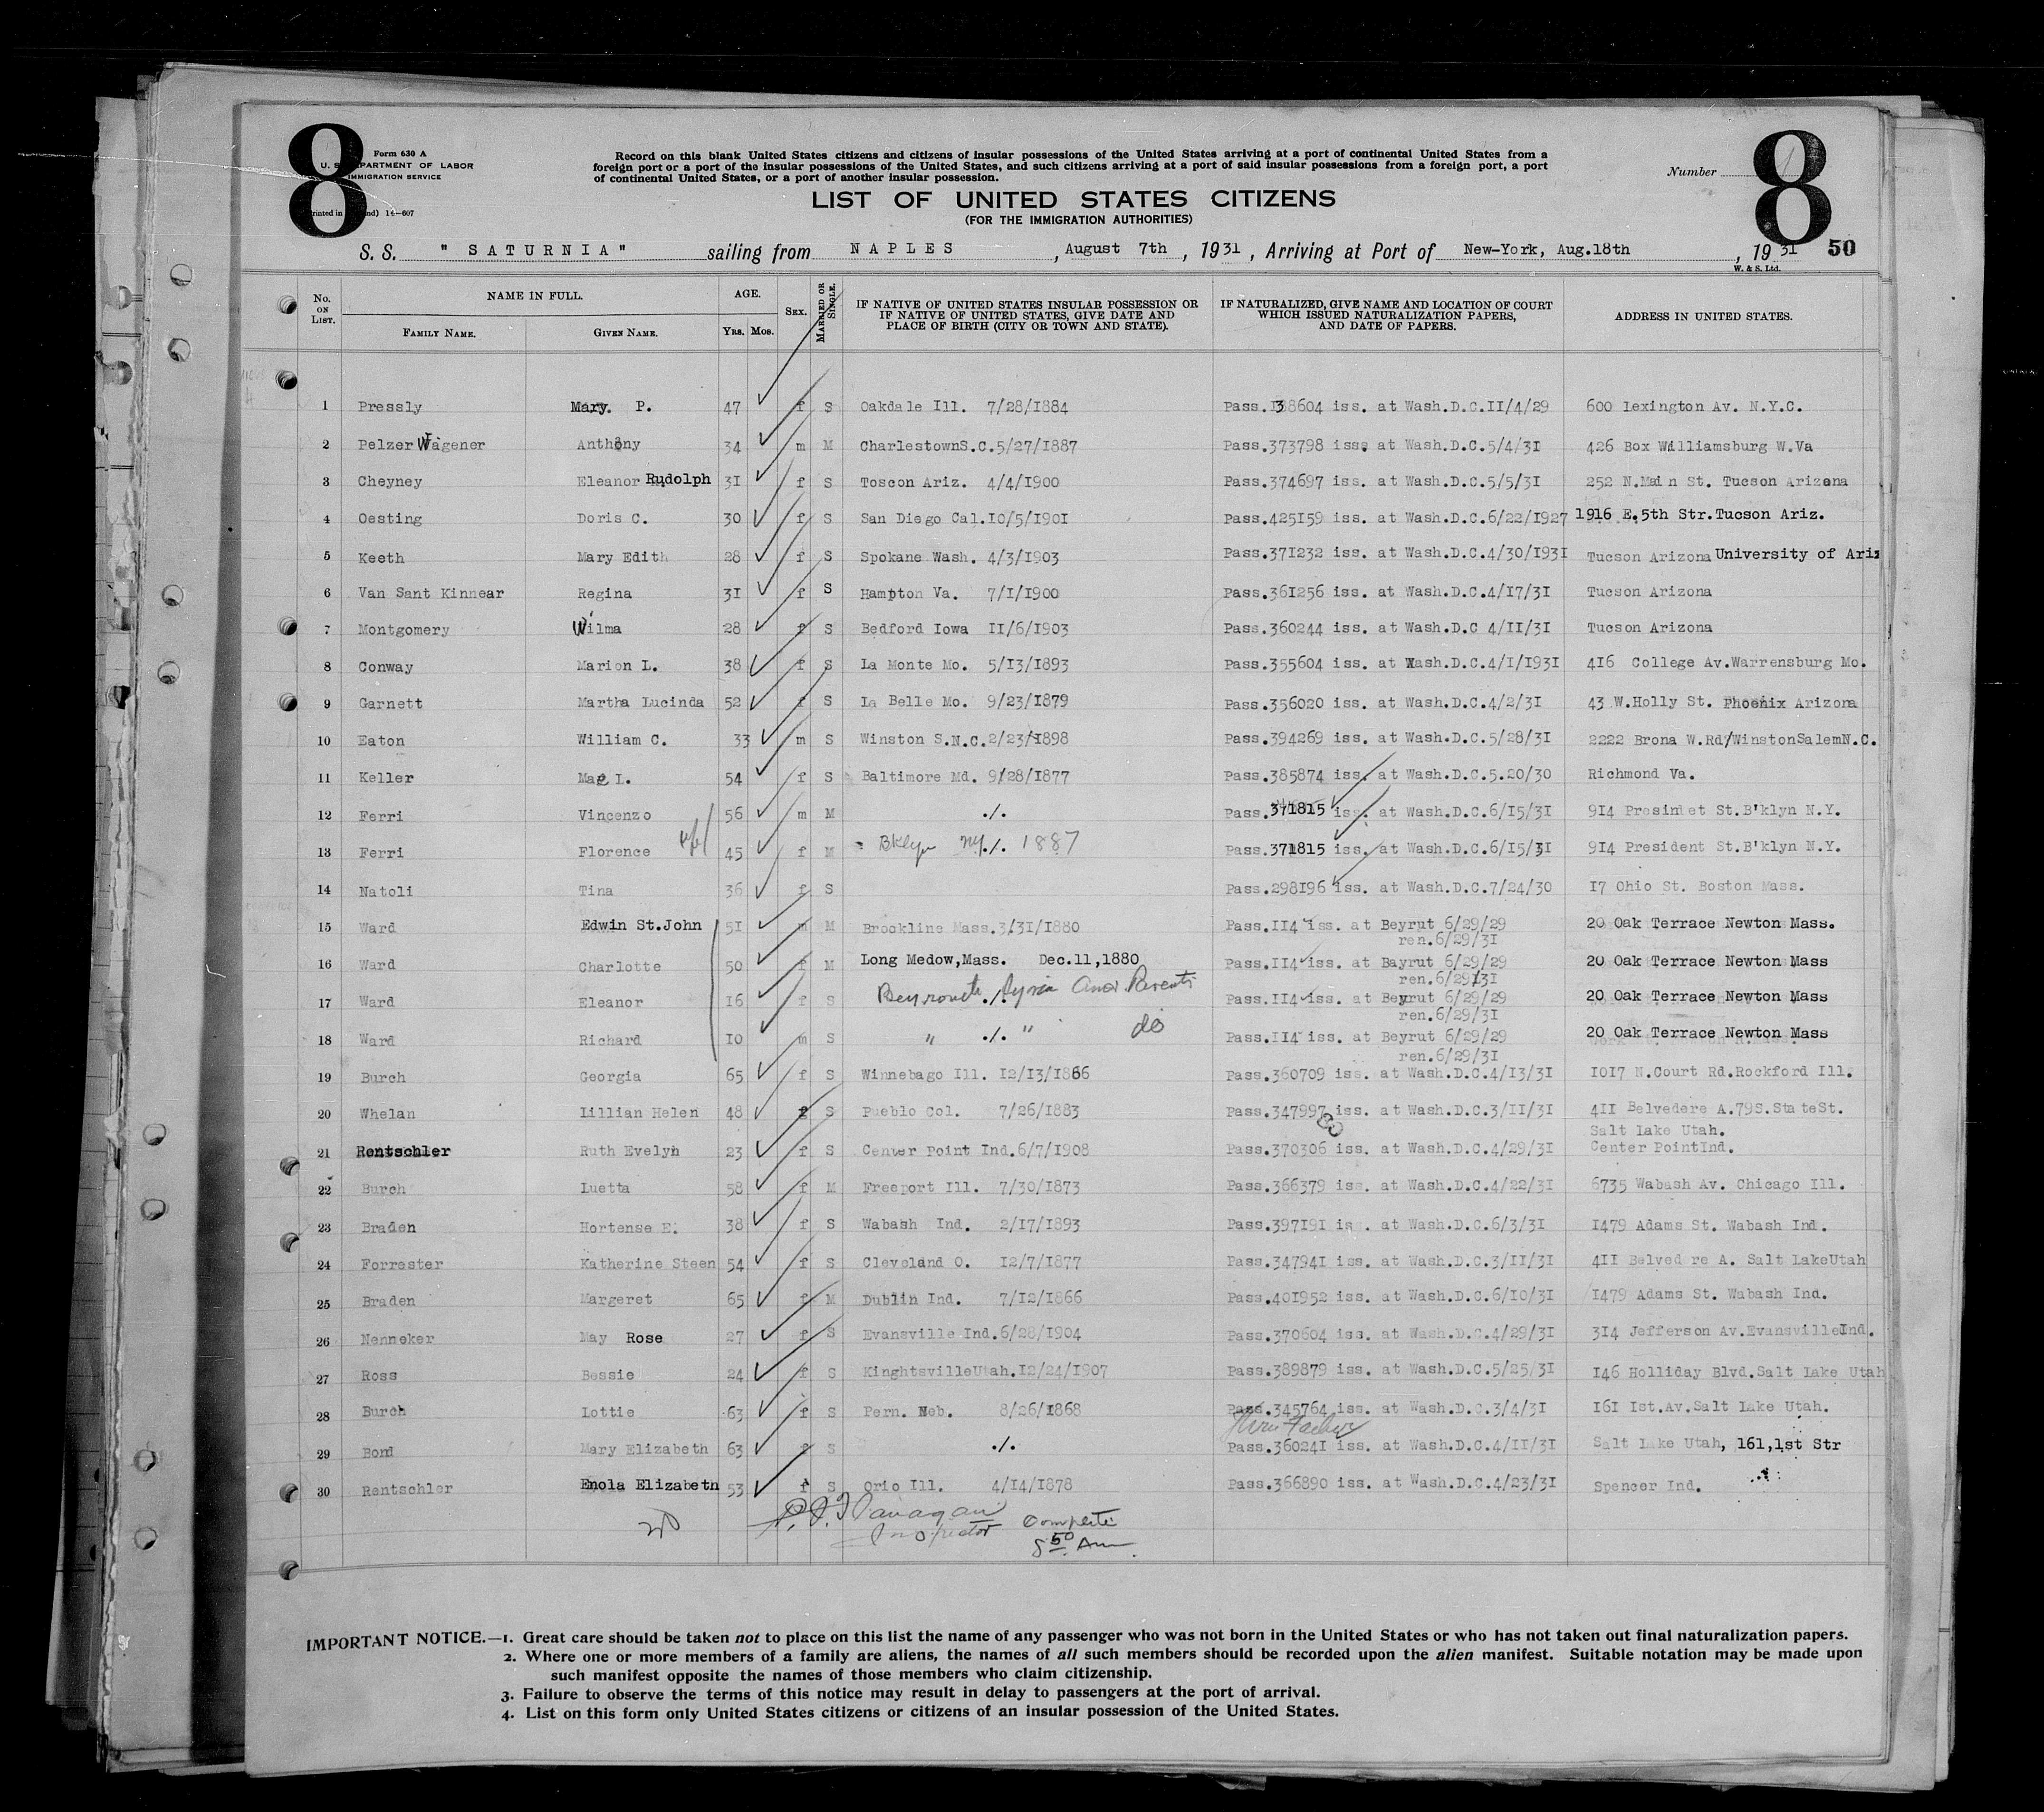 8
Form 630 A
U. S. DEPARTMENT OF LABOR
IMMIGRATION SERVICE
14—607
Record on this blank United States citizens and citizens of insular possessions of the United States arriving at a port of continental United States from a
foreign port or a port of the insular possessions of the United States, and such citizens arriving at a port of said insular possessions from a foreign port, a port
of continental United States, or a port of another insular possession.
Number
8
LIST OF UNITED STATES CITIZENS
(FOR THE IMMIGRATION AUTHORITIES)
S. S. " SATURNIA " sailing from NAPLES , August 7th , 1931 , Arriving at Port of New-York, Aug.18th , 1931 50
W. & S. Ltd.
No. ON LIST. NAME IN FULL. FAMILY NAME. GIVEN NAME. AGE. Yrs. Mos. SEX. MARRIED OR SINGLE. IF NATIVE OF UNITED STATES INSULAR POSSESSION OR IF NATIVE OF UNITED STATES, GIVE DATE AND PLACE OF BIRTH (CITY OR TOWN AND STATE). IF NATURALIZED, GIVE NAME AND LOCATION OF COURT WHICH ISSUED NATURALIZATION PAPERS, AND DATE OF PAPERS. ADDRESS IN UNITED STATES.
1 Pressly Mary. P. 47 f S Oakdale Ill. 7/28/1884 Pass.138604 iss. at Wash.D.C.11/4/29 600 Lexington Av. N.Y.C.
2 Pelzer Wagener Anthony 34 m M CharlestownS.C.5/27/1887 Pass.373798 iss. at Wash.D.C.5/4/31 426 Box Williamsburg W.Va
3 Cheyney Eleanor Rudolph 31 f S Toscon Ariz. 4/4/1900 Pass.374697 iss. at Wash.D.C.5/5/31 252 N.Main St. Tucson Arizona
4 Oesting Doris C. 30 f S San Diego Cal.10/5/1901 Pass.425159 iss. at Wash.D.C.6/22/1927 1916 E.5th Str.Tucson Ariz.
5 Keeth Mary Edith 28 f S Spokane Wash. 4/3/1903 Pass.371232 iss. at Wash.D.C.4/30/1931 Tucson Arizona University of Ariz
6 Van Sant Kinnear Regina 31 f S Hampton Va. 7/1/1900 Pass.361256 iss. at Wash.D.C.4/17/31 Tucson Arizona
7 Montgomery Wilma 28 f S Bedford Iowa 11/6/1903 Pass.360244 iss. at Wash.D.C 4/11/31 Tucson Arizona
8 Conway Marion L. 38 f S La Monte Mo. 5/13/1893 Pass.355604 iss. at Wash.D.C.4/1/1931 416 College Av.Warrensburg Mo.
9 Garnett Martha Lucinda 52 f S La Belle Mo. 9/23/1879 Pass.356020 iss. at Wash.D.C.4/2/31 43 W.Holly St. Phoenix Arizona
10 Eaton William C. 33 m S Winston S.N.C.2/23/1898 Pass.394269 iss. at Wash.D.C.5/28/31 2222 Brona W.Rd/WinstonSalemN.C.
11 Keller Mae I. 54 f S Baltimore Md. 9/28/1877 Pass.385874 iss. at Wash.D.C.5.20/30 Richmond Va.
12 Ferri Vincenzo 56 m M ./. Pass.371815 iss. at Wash.D.C.6/15/31 914 Presindet St.B'klyn N.Y.
13 Ferri Florence 45 f M Bklyn NY ./. 1887 Pass.371815 iss. at Wash.D.C.6/15/31 914 President St.B'klyn N.Y.
14 Natoli Tina 36 f S Pass.298196 iss. at Wash.D.C.7/24/30 17 Ohio St. Boston Mass.
15 Ward Edwin St.John 51 m M Brookline Mass.3/31/1880 Pass.114 iss. at Beyrut 6/29/29 20 Oak Terrace Newton Mass.
ren.6/29/31
16 Ward Charlotte 50 f M Long Medow,Mass. Dec.11,1880 Pass.114 iss. at Bayrut 6/29/29 20 Oak Terrace Newton Mass
ren.6/29/31
17 Ward Eleanor 16 f S Beyrouth ./. Syria Amer Parents Pass.114 iss. at Beyrut 6/29/29 20 Oak Terrace Newton Mass
ren.6/29/31
18 Ward Richard 10 m S " ./. " do Pass.114 iss. at Beyrut 6/29/29 20 Oak Terrace Newton Mass
ren.6/29/31
19 Burch Georgia 65 f S Winnebago Ill. 12/13/1866 Pass.360709 iss. at Wash.D.C.4/13/31 1017 N.Court Rd.Rockford Ill.
20 Whelan Lillian Helen 48 f S Pueblo Col. 7/26/1883 Pass.347997 iss. at Wash.D.C.3/11/31 411 Belvedere A.79S.StateSt.
Salt Lake Utah.
21 Rentschler Ruth Evelyn 23 f S Center Point Ind.6/7/1908 Pass.370306 iss. at Wash.D.C.4/29/31 Center PointInd.
22 Burch Luetta 58 f M Freeport Ill. 7/30/1873 Pass.366379 iss. at Wash.D.C.4/22/31 6735 Wabash Av. Chicago Ill.
23 Braden Hortense E. 38 f S Wabash Ind. 2/17/1893 Pass.397191 iss. at Wash.D.C.6/3/31 1479 Adams St. Wabash Ind.
24 Forrester Katherine Steen 54 f S Cleveland O. 12/7/1877 Pass.347941 iss. at Wash.D.C.3/11/31 411 Belved re A. Salt LakeUtah
25 Braden Margeret 65 f M Dublin Ind. 7/12/1866 Pass.401952 iss. at Wash.D.C.6/10/31 1479 Adams St. Wabash Ind.
26 Nenneker May Rose 27 f S Evansville Ind.6/28/1904 Pass.370604 iss. at Wash.D.C.4/29/31 314 Jefferson Av.EvansvilleInd.
27 Ross Bessie 24 f S KinghtsvilleUtah.12/24/1907 Pass.389879 iss. at Wash.D.C.5/25/31 146 Holliday Blvd.Salt Lake Utah
28 Burch Lottie 63 f S Pern. Neb. 8/26/1868 Pass.345764 iss. at Wash.D.C.3/4/31 161 1st.Av.Salt Lake Utah.
29 Bond Mary Elizabeth 63 f S ./. Pass.360241 iss. at Wash.D.C.4/11/31 Salt Lake Utah, 161,1st Str
30 Rentschler Enola Elizabeth 53 f S Orio Ill. 4/14/1878 Pass.366890 iss. at Wash.D.C.4/23/31 Spencer Ind.
Inspector
8 50 Am
IMPORTANT NOTICE.—1. Great care should be taken not to place on this list the name of any passenger who was not born in the United States or who has not taken out final naturalization papers.
2. Where one or more members of a family are aliens, the names of all such members should be recorded upon the alien manifest. Suitable notation may be made upon
such manifest opposite the names of those members who claim citizenship.
3. Failure to observe the terms of this notice may result in delay to passengers at the port of arrival.
4. List on this form only United States citizens or citizens of an insular possession of the United States.